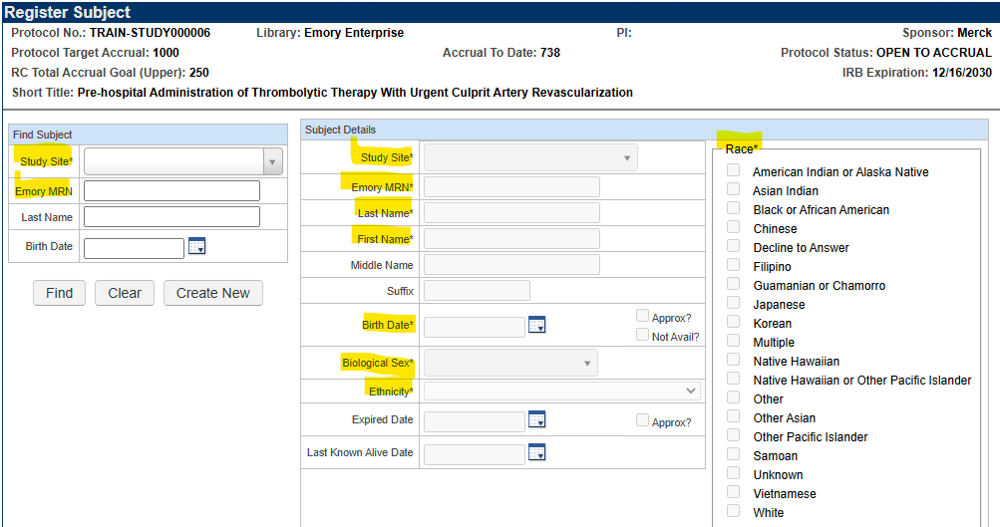 Register Subject
Protocol No.: TRAIN-STUDY000006 Library: Emory Enterprise PI: Sponsor: Merck
Protocol Target Accrual: 1000 Accrual To Date: 738 Protocol Status: OPEN TO ACCRUAL
RC Total Accrual Goal (Upper): 250 IRB Expiration: 12/16/2030
Short Title: Pre-hospital Administration of Thrombolytic Therapy With Urgent Culprit Artery Revascularization
Find Subject
Study Site*
Emory MRN
Last Name
Birth Date
Find Clear Create New
Subject Details
Study Site*
Emory MRN*
Last Name*
First Name*
Middle Name
Suffix
Birth Date* Approx?
Not Avail?
Biological Sex*
Ethnicity*
Expired Date Approx?
Last Known Alive Date
Race*
American Indian or Alaska Native
Asian Indian
Black or African American
Chinese
Decline to Answer
Filipino
Guamanian or Chamorro
Japanese
Korean
Multiple
Native Hawaiian
Native Hawaiian or Other Pacific Islander
Other
Other Asian
Other Pacific Islander
Samoan
Unknown
Vietnamese
White